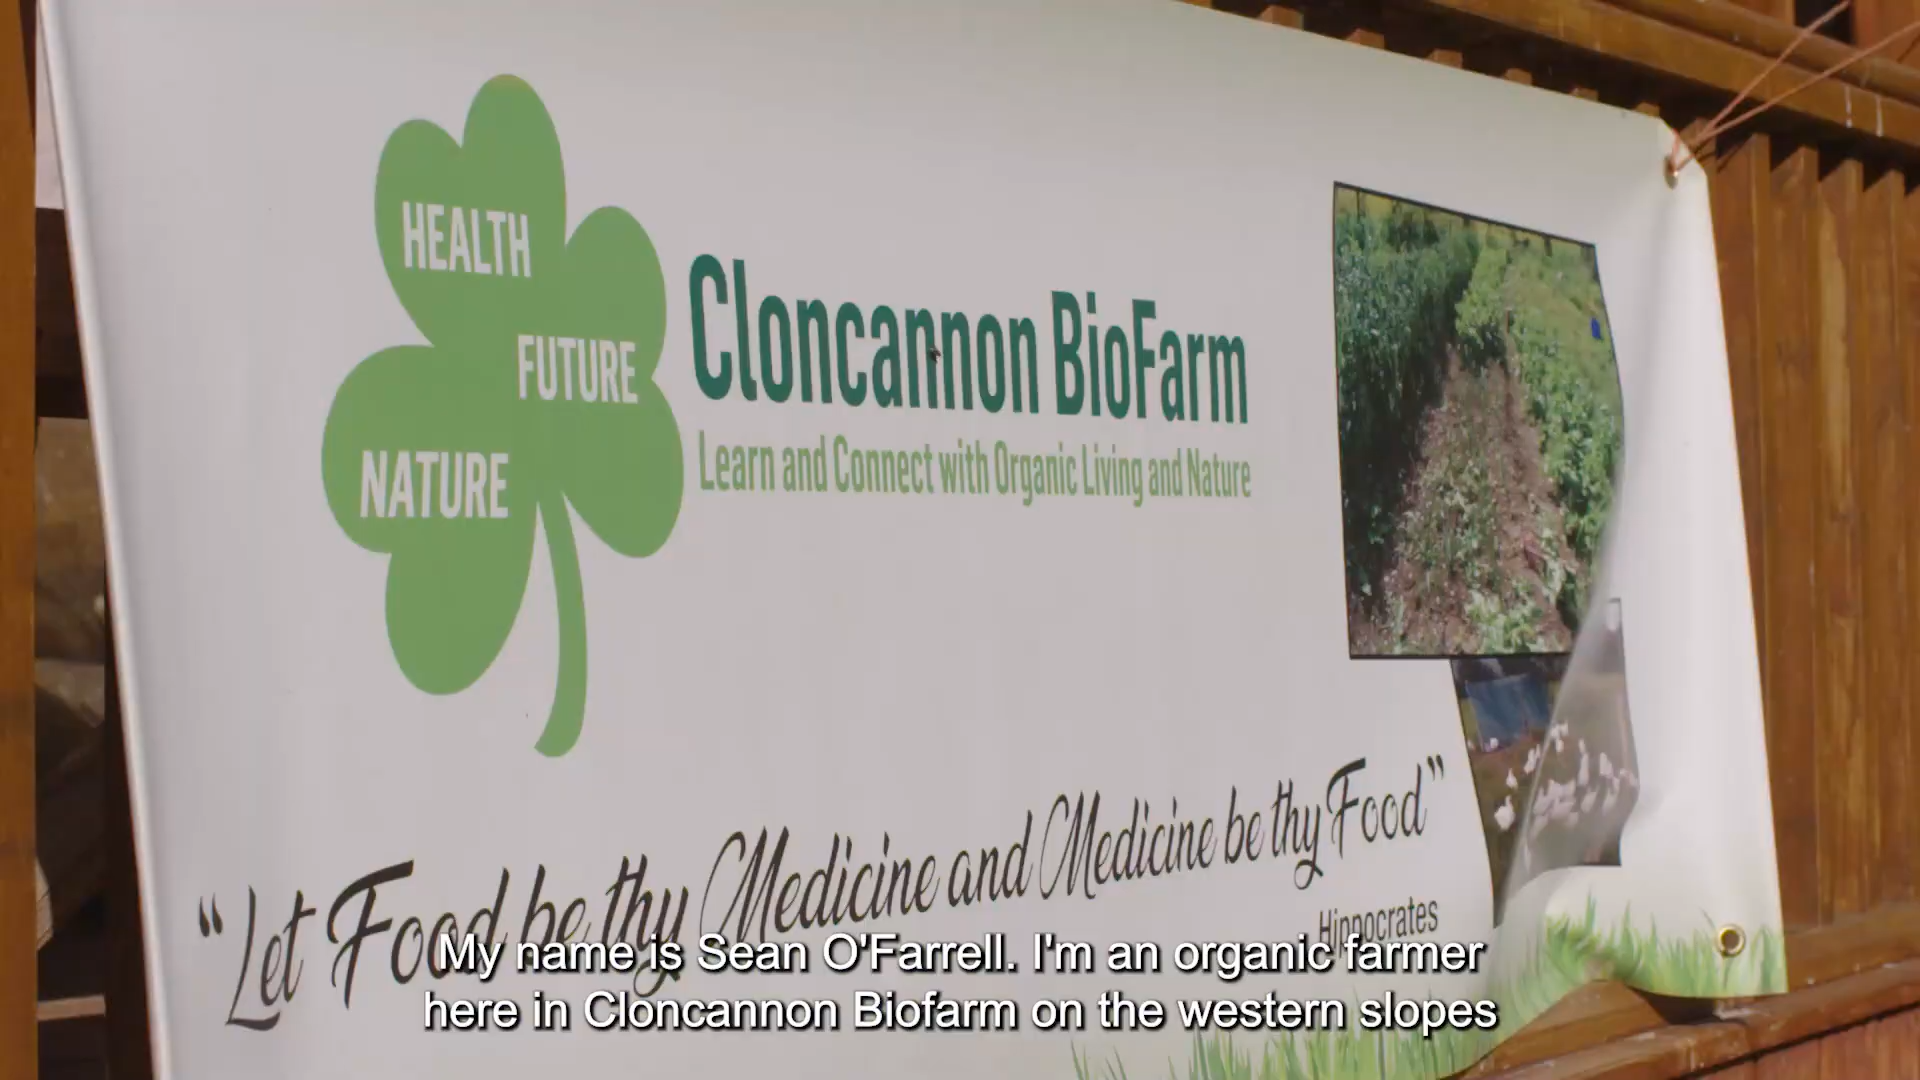 HEALTH
FUTURE
NATURE
Cloncannon BioFarm
Learn and Connect with Organic Living and Nature
"Let Food be thy Medicine and Medicine be thy Food"
Hippocrates
My name is Sean O'Farrell. I'm an organic farmer
here in Cloncannon Biofarm on the western slopes